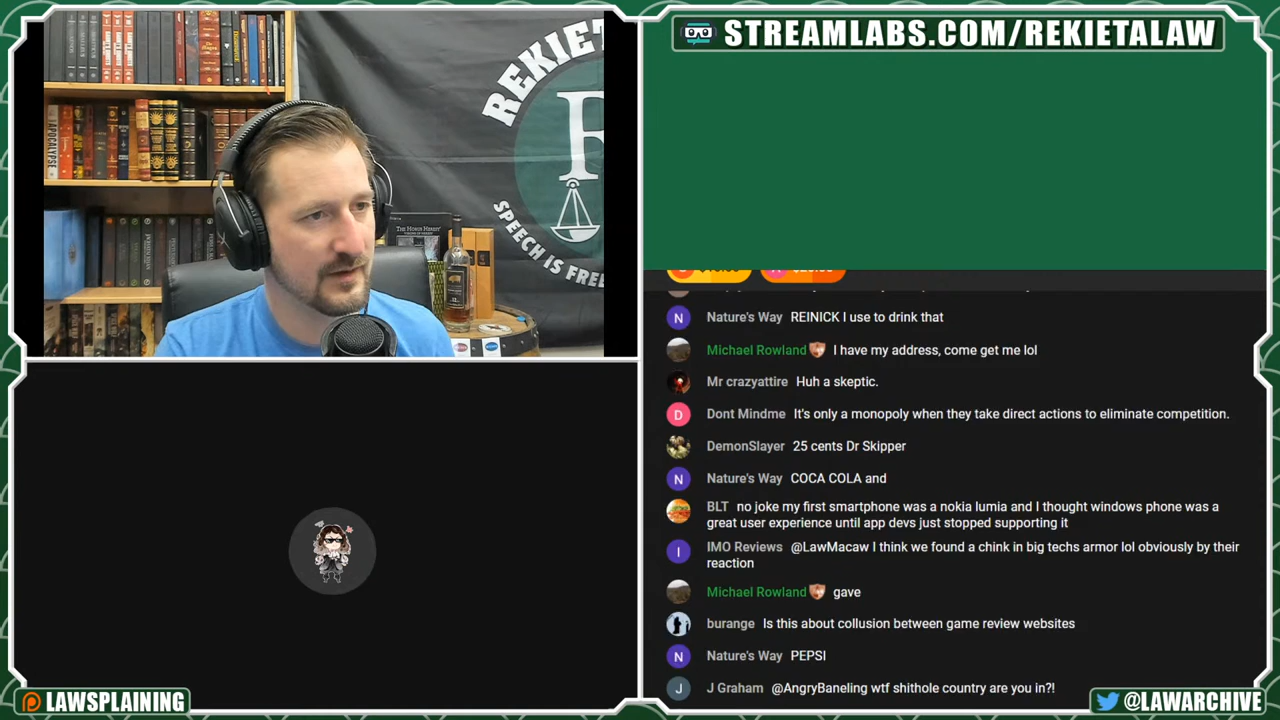 STREAMLABS.COM/REKIETALAW
REKIET
R
SPEECH IS FREE
APOCALYPSE
THE HORUS HERESY
Nature's Way REINICK I use to drink that
Michael Rowland I have my address, come get me lol
Mr crazyattire Huh a skeptic.
D Dont Mindme It's only a monopoly when they take direct actions to eliminate competition.
DemonSlayer 25 cents Dr Skipper
N Nature's Way COCA COLA and
BLT no joke my first smartphone was a nokia lumia and I thought windows phone was a
great user experience until app devs just stopped supporting it
I IMO Reviews @LawMacaw I think we found a chink in big techs armor lol obviously by their
reaction
Michael Rowland gave
burange Is this about collusion between game review websites
N Nature's Way PEPSI
J J Graham @AngryBaneling wtf shithole country are you in?!
LAWSPLAINING
@LAWARCHIVE